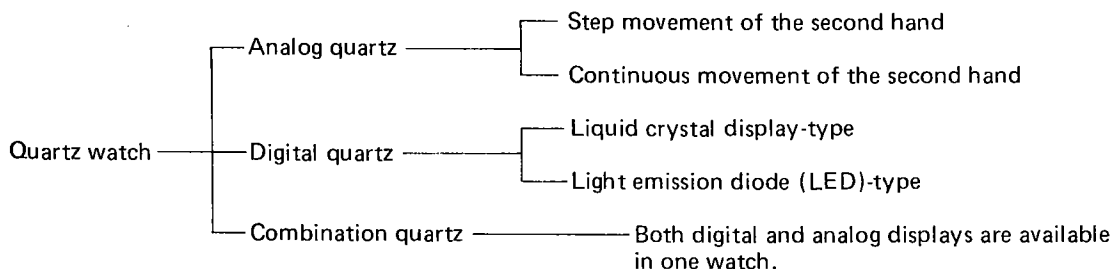 Step movement of the second hand
Analog quartz
Continuous movement of the second hand
Liquid crystal display-type
Quartz watch
Digital quartz
Light emission diode (LED)-type
Combination quartz
Both digital and analog displays are available
in one watch.